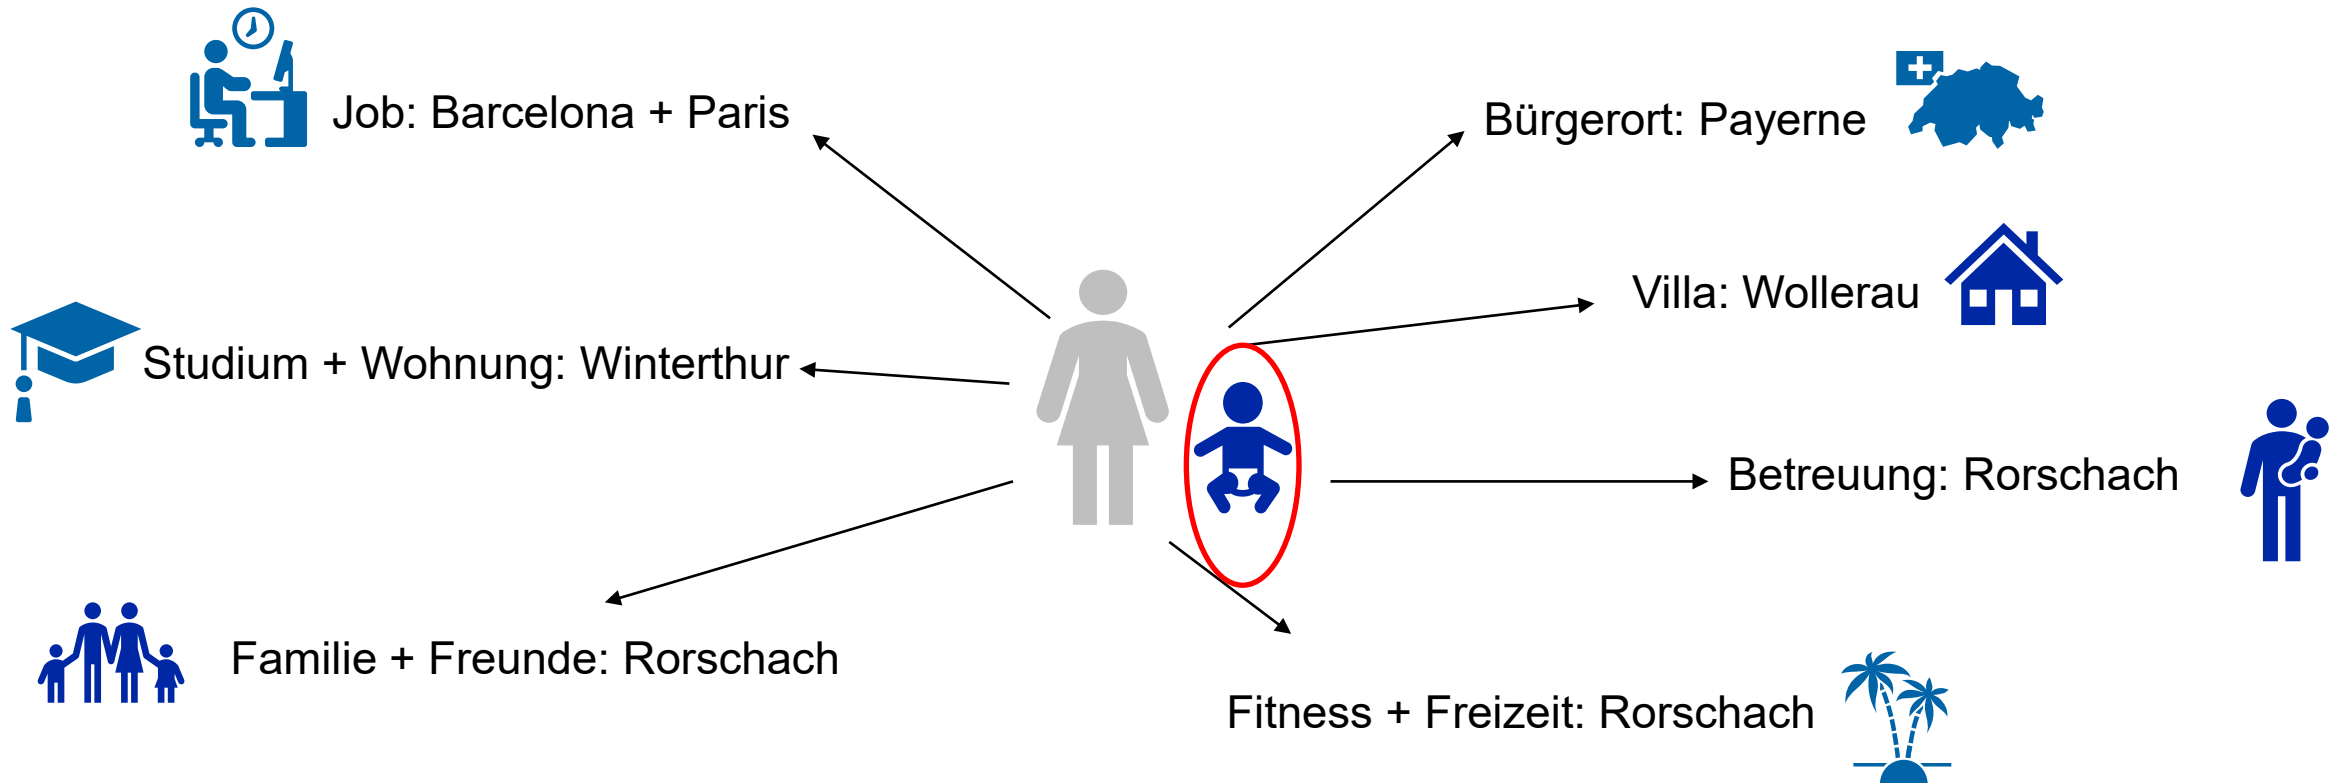 Job: Barcelona + Paris
Bürgerort: Payerne
Villa: Wollerau
Studium + Wohnung: Winterthur
Betreuung: Rorschach
Familie + Freunde: Rorschach
Fitness + Freizeit: Rorschach